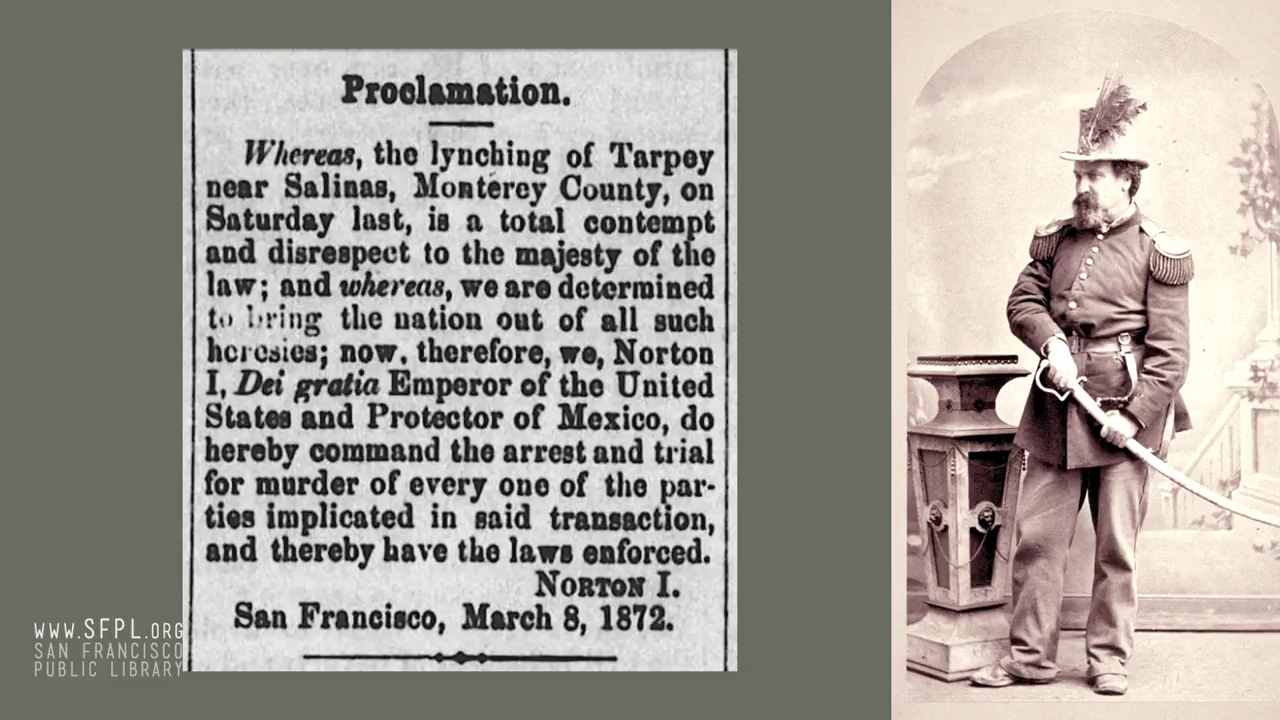 Proclamation.
Whereas, the lynching of Tarpey
near Salinas, Monterey County, on
Saturday last, is a total contempt
and disrespect to the majesty of the
law; and whereas, we are determined
to bring the nation out of all such
heresies; now, therefore, we, Norton
I, Dei gratia Emperor of the United
States and Protector of Mexico, do
hereby command the arrest and trial
for murder of every one of the par-
ties implicated in said transaction,
and thereby have the laws enforced.
NORTON I.
San Francisco, March 8, 1872.
WWW.SFPL.ORG
SAN FRANCISCO
PUBLIC LIBRARY